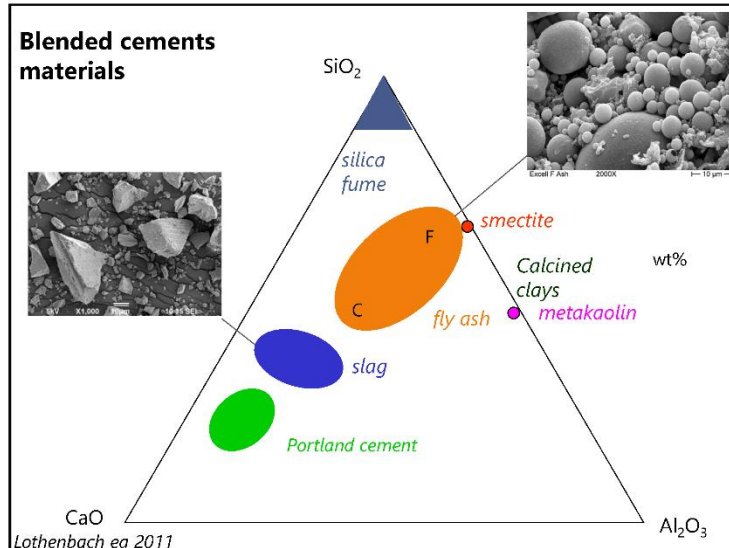 Blended cements
materials
SiO₂
Excell F Ash 2000X 10 µm
silica
fume
F
smectite
wt%
Calcined
clays
metakaolin
C
fly ash
X1,000
slag
Portland cement
CaO
Al₂O₃
Lothenbach ea 2011